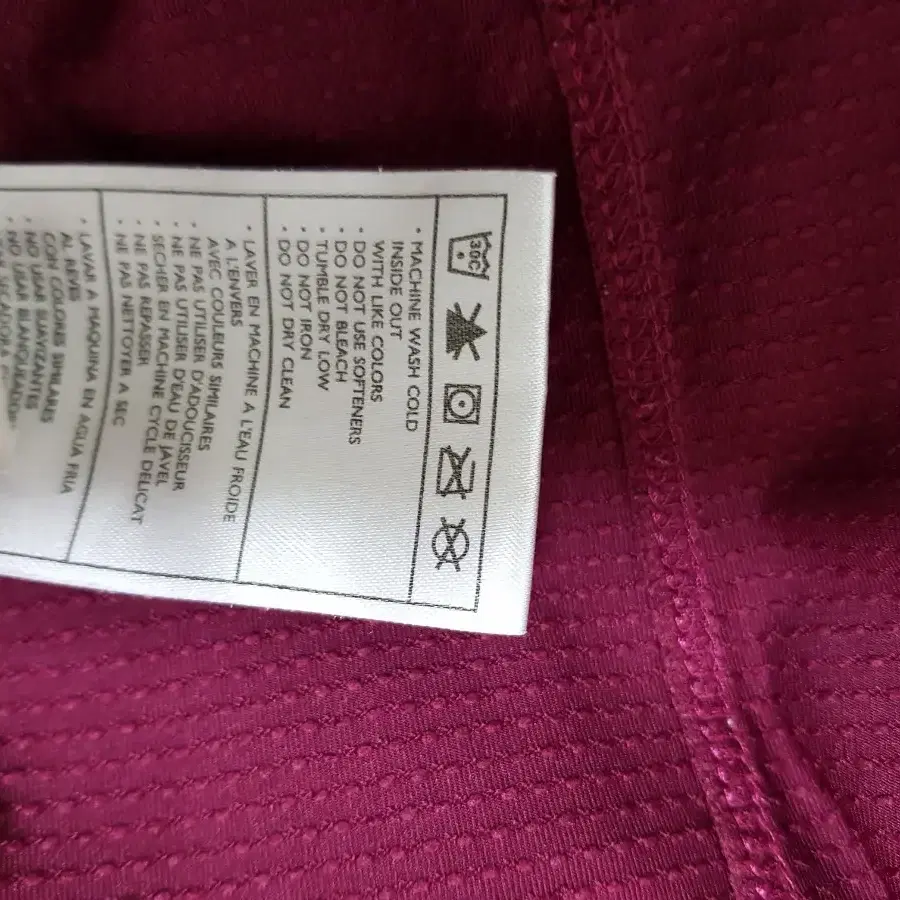 30C
• MACHINE WASH COLD
INSIDE OUT
WITH LIKE COLORS
• DO NOT USE SOFTENERS
• DO NOT BLEACH
• TUMBLE DRY LOW
• DO NOT IRON
• DO NOT DRY CLEAN
• LAVER EN MACHINE A L'EAU FROIDE
A L'ENVERS
AVEC COULEURS SIMILAIRES
• NE PAS UTILISER D'ADOUCISSEUR
• NE PAS UTILISER D'EAU DE JAVEL
• SECHER EN MACHINE CYCLE DELICAT
• NE PAS REPASSER
• NE PAS NETTOYER A SEC
• LAVAR A MAQUINA EN AGUA FRIA
AL REVES
CON COLORES SIMILARES
• NO USAR SUAVIZANTES
• NO USAR BLANQUEADOR